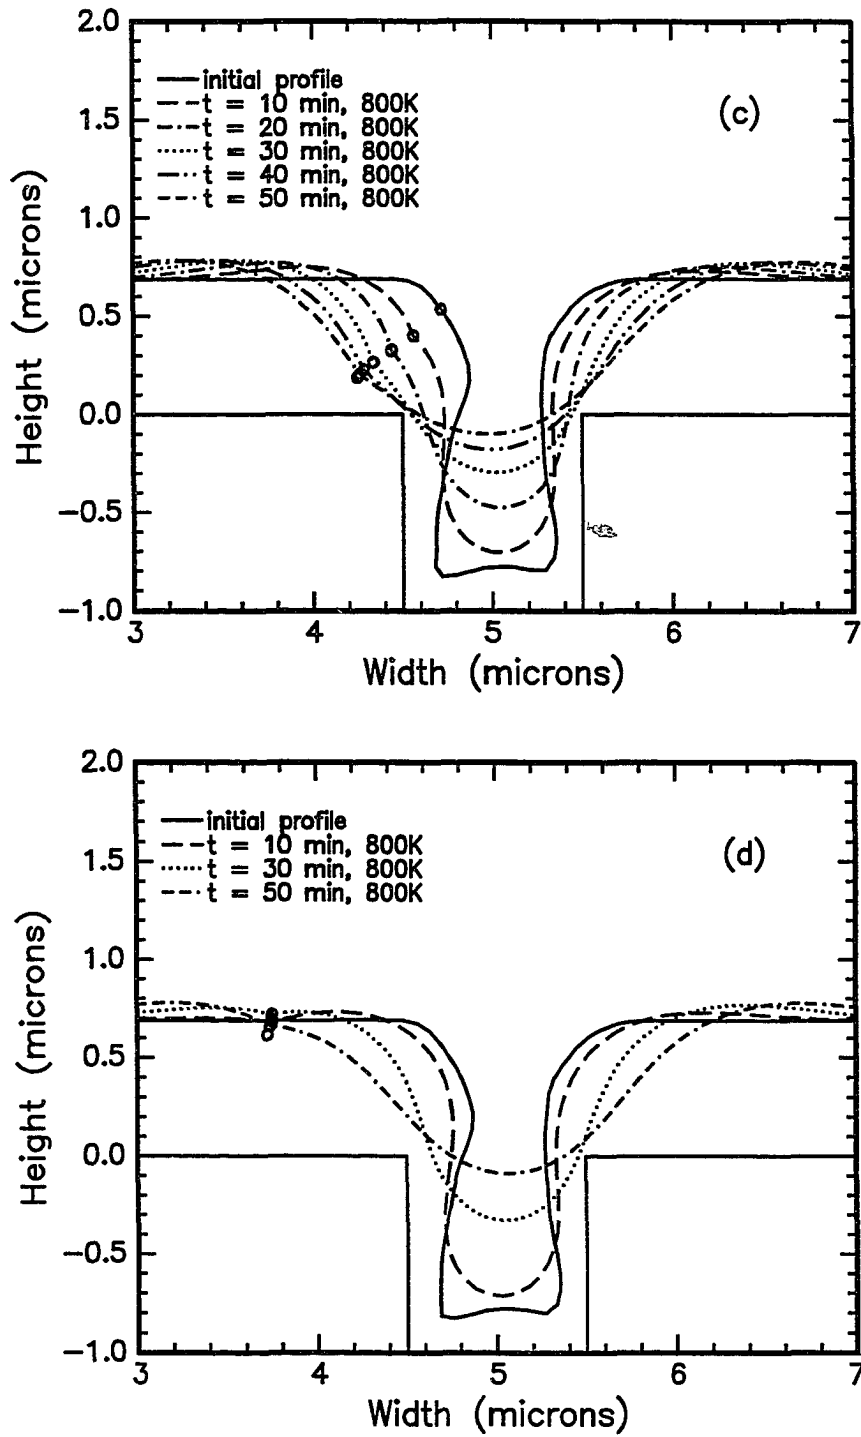 2.0
1.5
1.0
0.5
0.0
−0.5
−1.0
Height (microns)
initial profile
t = 10 min, 800K
t = 20 min, 800K
t = 30 min, 800K
t = 40 min, 800K
t = 50 min, 800K
(c)
3 4 5 6 7
Width (microns)
2.0
1.5
1.0
0.5
0.0
−0.5
−1.0
Height (microns)
initial profile
t = 10 min, 800K
t = 30 min, 800K
t = 50 min, 800K
(d)
3 4 5 6 7
Width (microns)